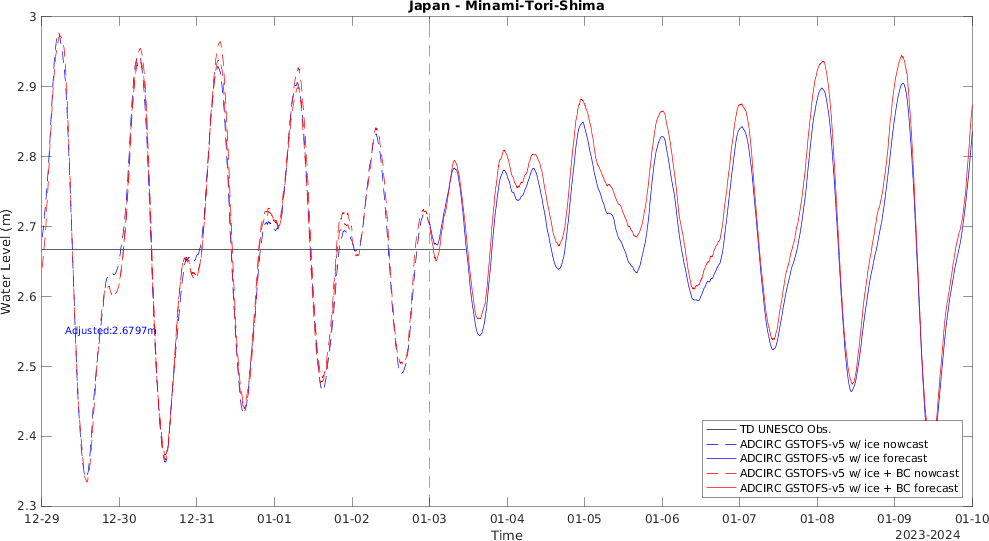 Japan - Minami-Tori-Shima
3
2.9
2.8
2.7
2.6
2.5
2.4
2.3
Water Level (m)
Adjusted:2.6797m
TD UNESCO Obs.
ADCIRC GSTOFS-v5 w/ ice nowcast
ADCIRC GSTOFS-v5 w/ ice forecast
ADCIRC GSTOFS-v5 w/ ice + BC nowcast
ADCIRC GSTOFS-v5 w/ ice + BC forecast
12-29 12-30 12-31 01-01 01-02 01-03 01-04 01-05 01-06 01-07 01-08 01-09 01-10
Time
2023-2024